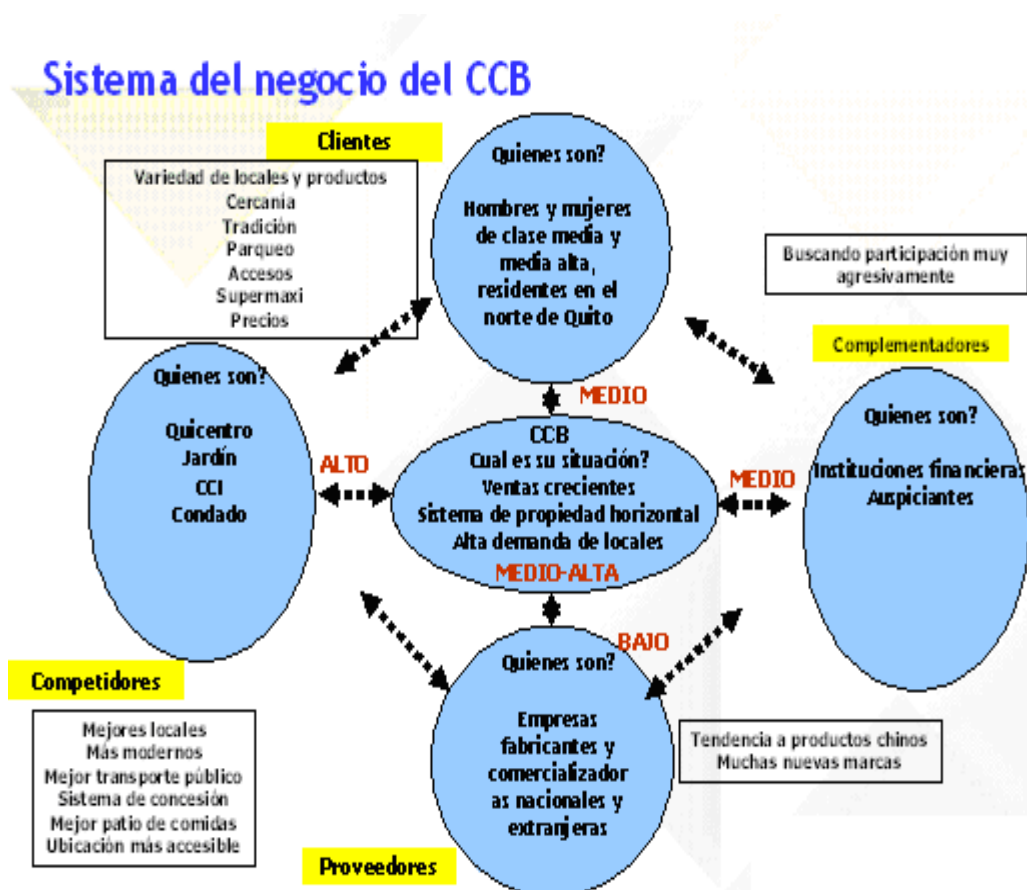 Sistema del negocio del CCB
Clientes
Variedad de locales y productos
Cercanía
Tradición
Parqueo
Accesos
Supermaxi
Precios
Quienes son?
Hombres y mujeres
de clase media y
media alta,
residentes en el
norte de Quito
Buscando participación muy
agresivamente
Complementadores
Quienes son?
Instituciones financieras
Auspiciantes
MEDIO
Quienes son?
Quicentro
Jardín
CCI
Condado
ALTO
CCB
Cual es su situación?
Ventas crecientes
Sistema de propiedad horizontal
Alta demanda de locales
MEDIO-ALTA
MEDIO
BAJO
Quienes son?
Empresas
fabricantes y
comercializador
as nacionales y
extranjeras
Competidores
Mejores locales
Más modernos
Mejor transporte público
Sistema de concesión
Mejor patio de comidas
Ubicación más accesible
Tendencia a productos chinos
Muchas nuevas marcas
Proveedores